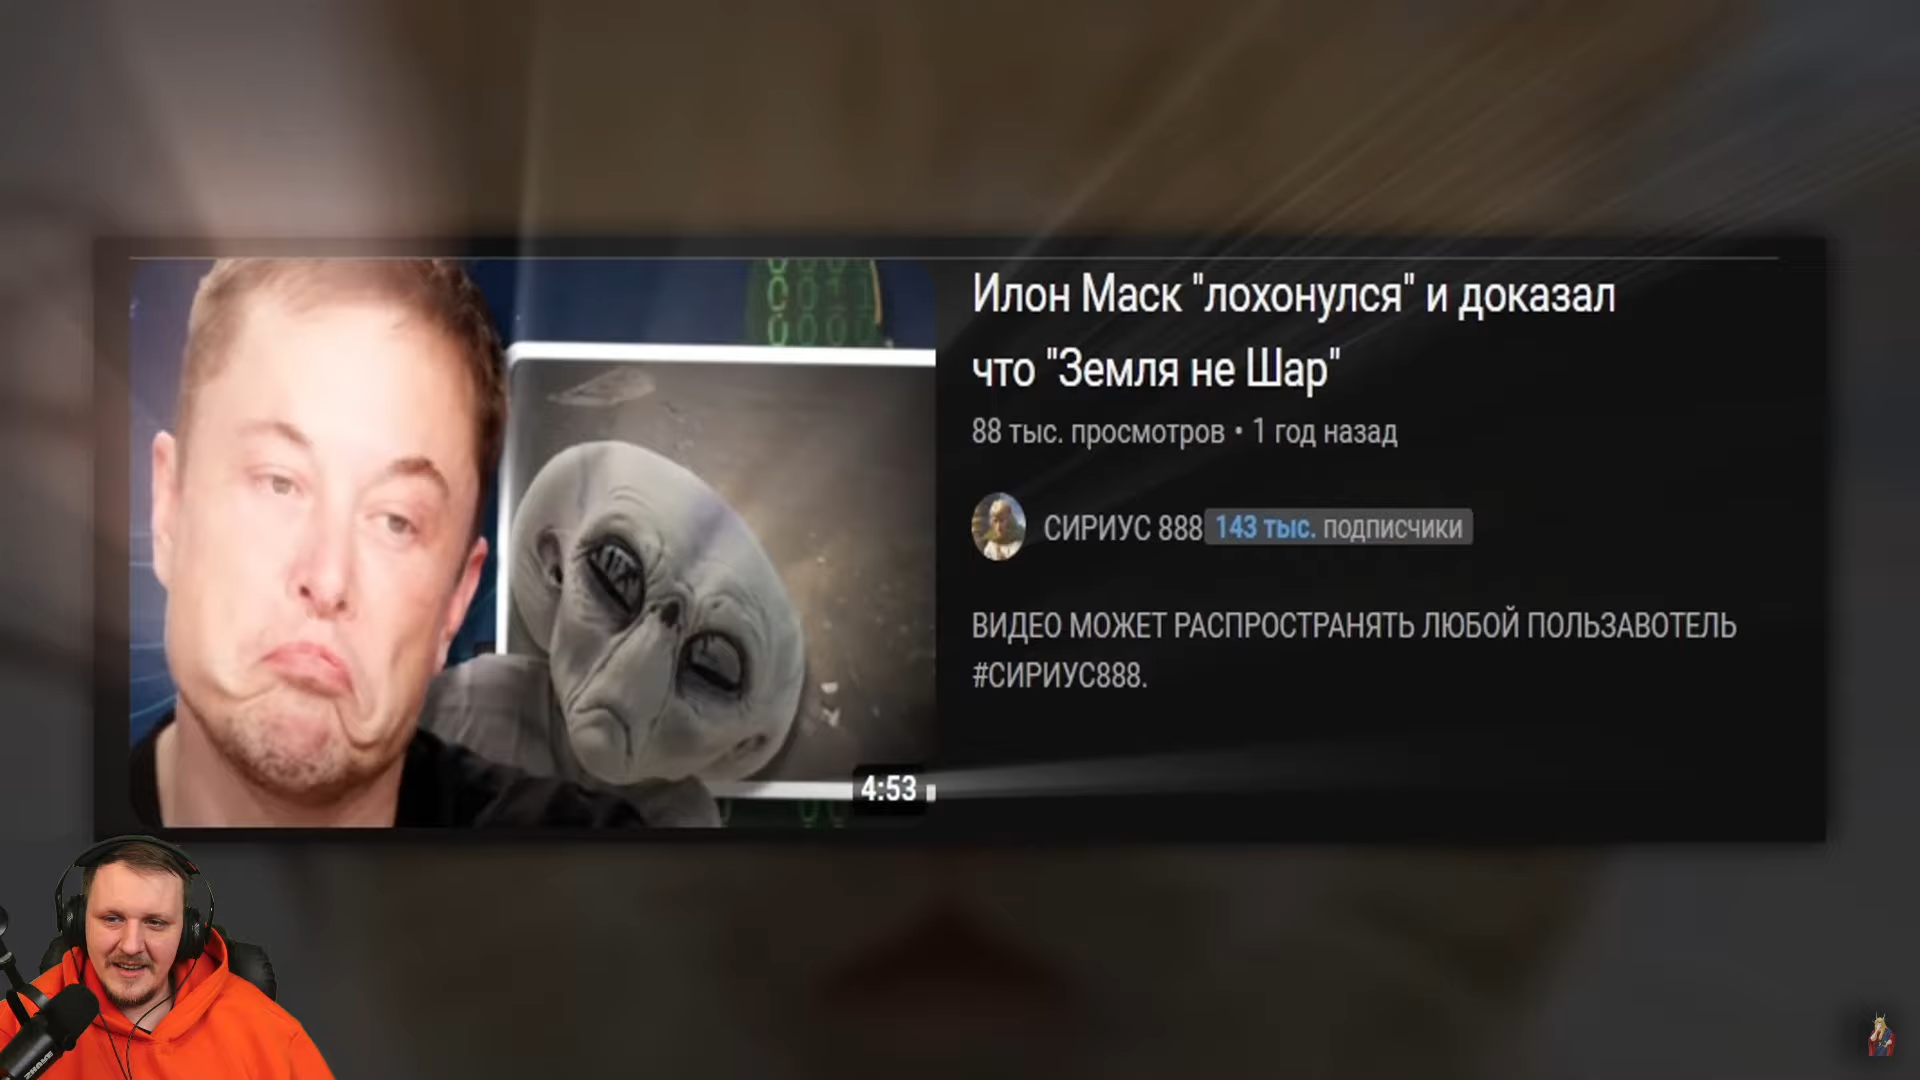 Илон Маск "лохонулся" и доказал
что "Земля не Шар"
88 тыс. просмотров • 1 год назад
СИРИУС 888 143 тыс. подписчики
ВИДЕО МОЖЕТ РАСПРОСТРАНЯТЬ ЛЮБОЙ ПОЛЬЗАВОТЕЛЬ
#СИРИУС888.
4:53